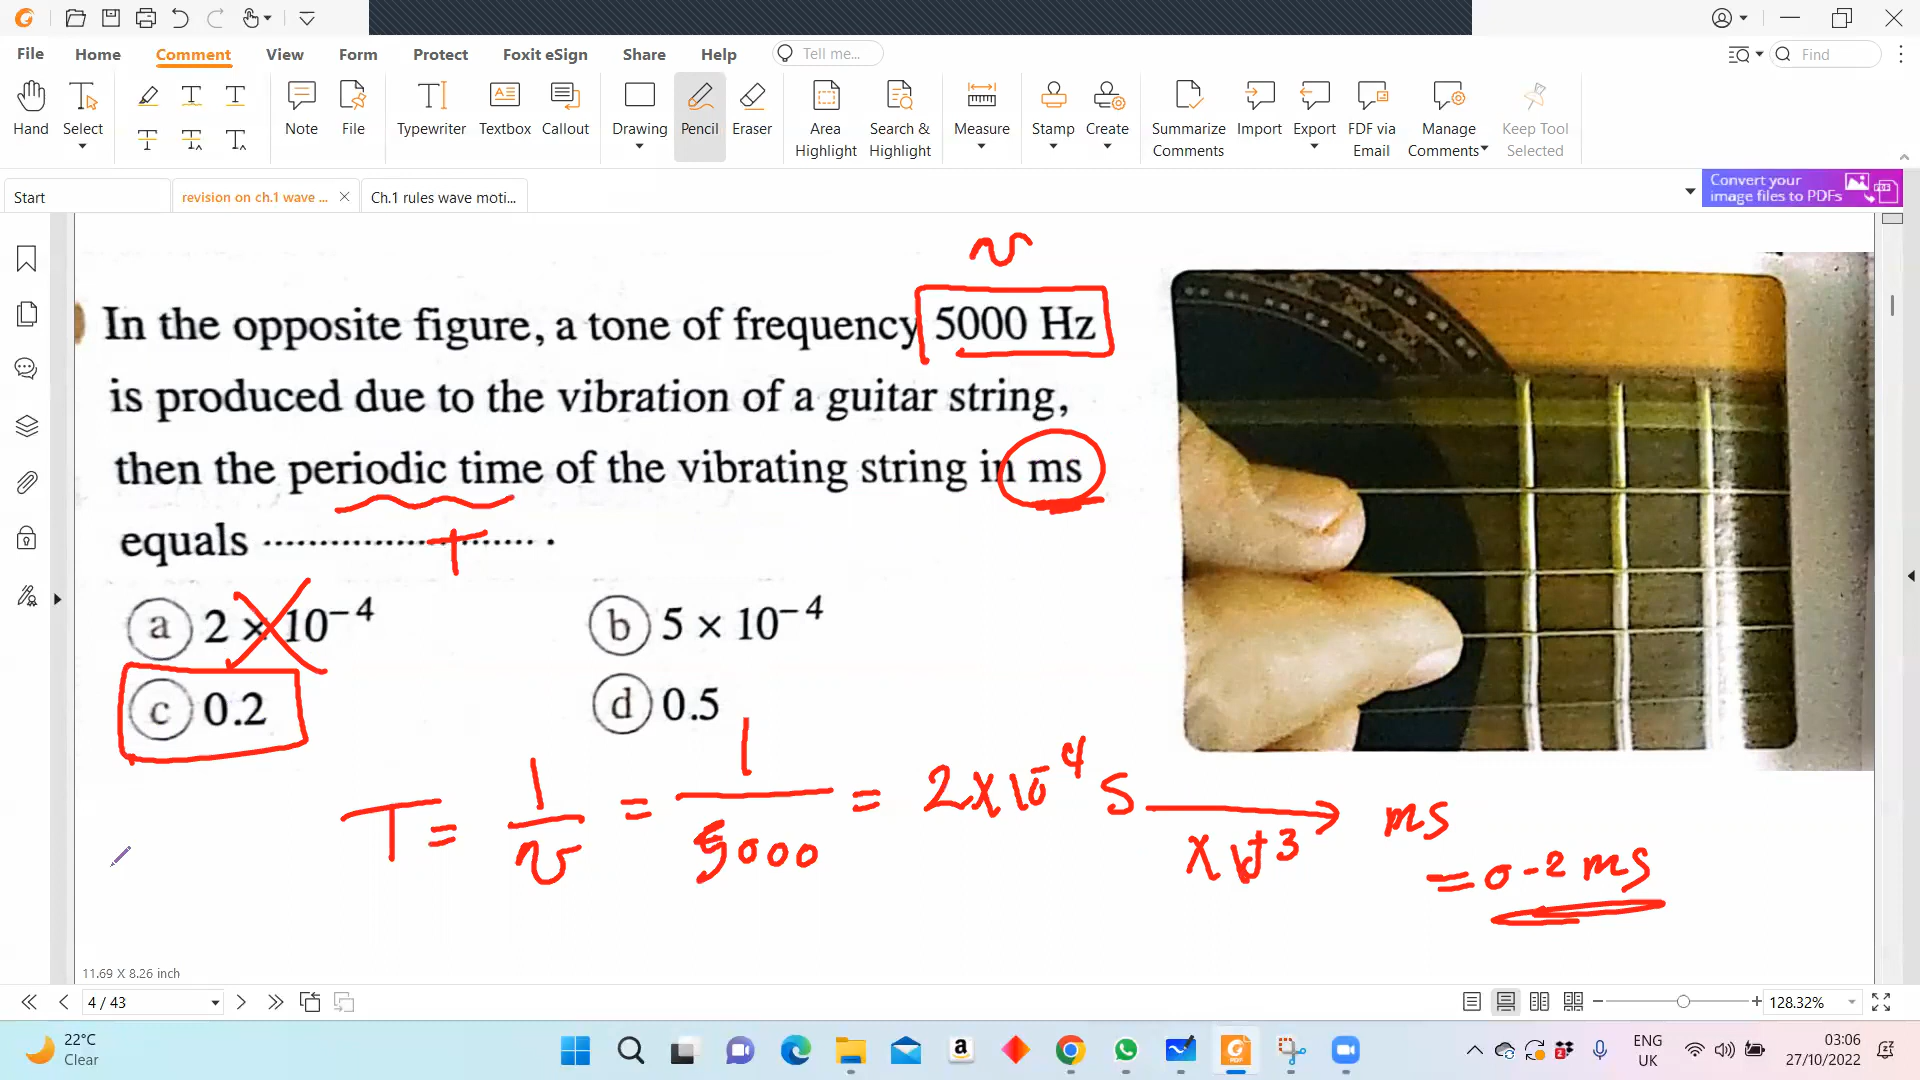 File Home Comment View Form Protect Foxit eSign Share Help Tell me... Find
Hand Select Note File Typewriter Textbox Callout Drawing Pencil Eraser Area Highlight Search & Highlight Measure Stamp Create Summarize Comments Import Export FDF via Email Manage Comments Keep Tool Selected
Start revision on ch.1 wave ... Ch.1 rules wave moti... Convert your image files to PDFs
υ
In the opposite figure, a tone of frequency 5000 Hz
is produced due to the vibration of a guitar string,
then the periodic time of the vibrating string in ms
equals .......................... .
T
a 2 × 10⁻⁴ b 5 × 10⁻⁴
c 0.2 d 0.5
T = 1/υ = 1/5000 = 2×10⁻⁴ S → ms
×10⁺³
= 0.2 ms
11.69 X 8.26 inch
4 / 43 128.32%
22°C
Clear
ENG
UK
03:06
27/10/2022